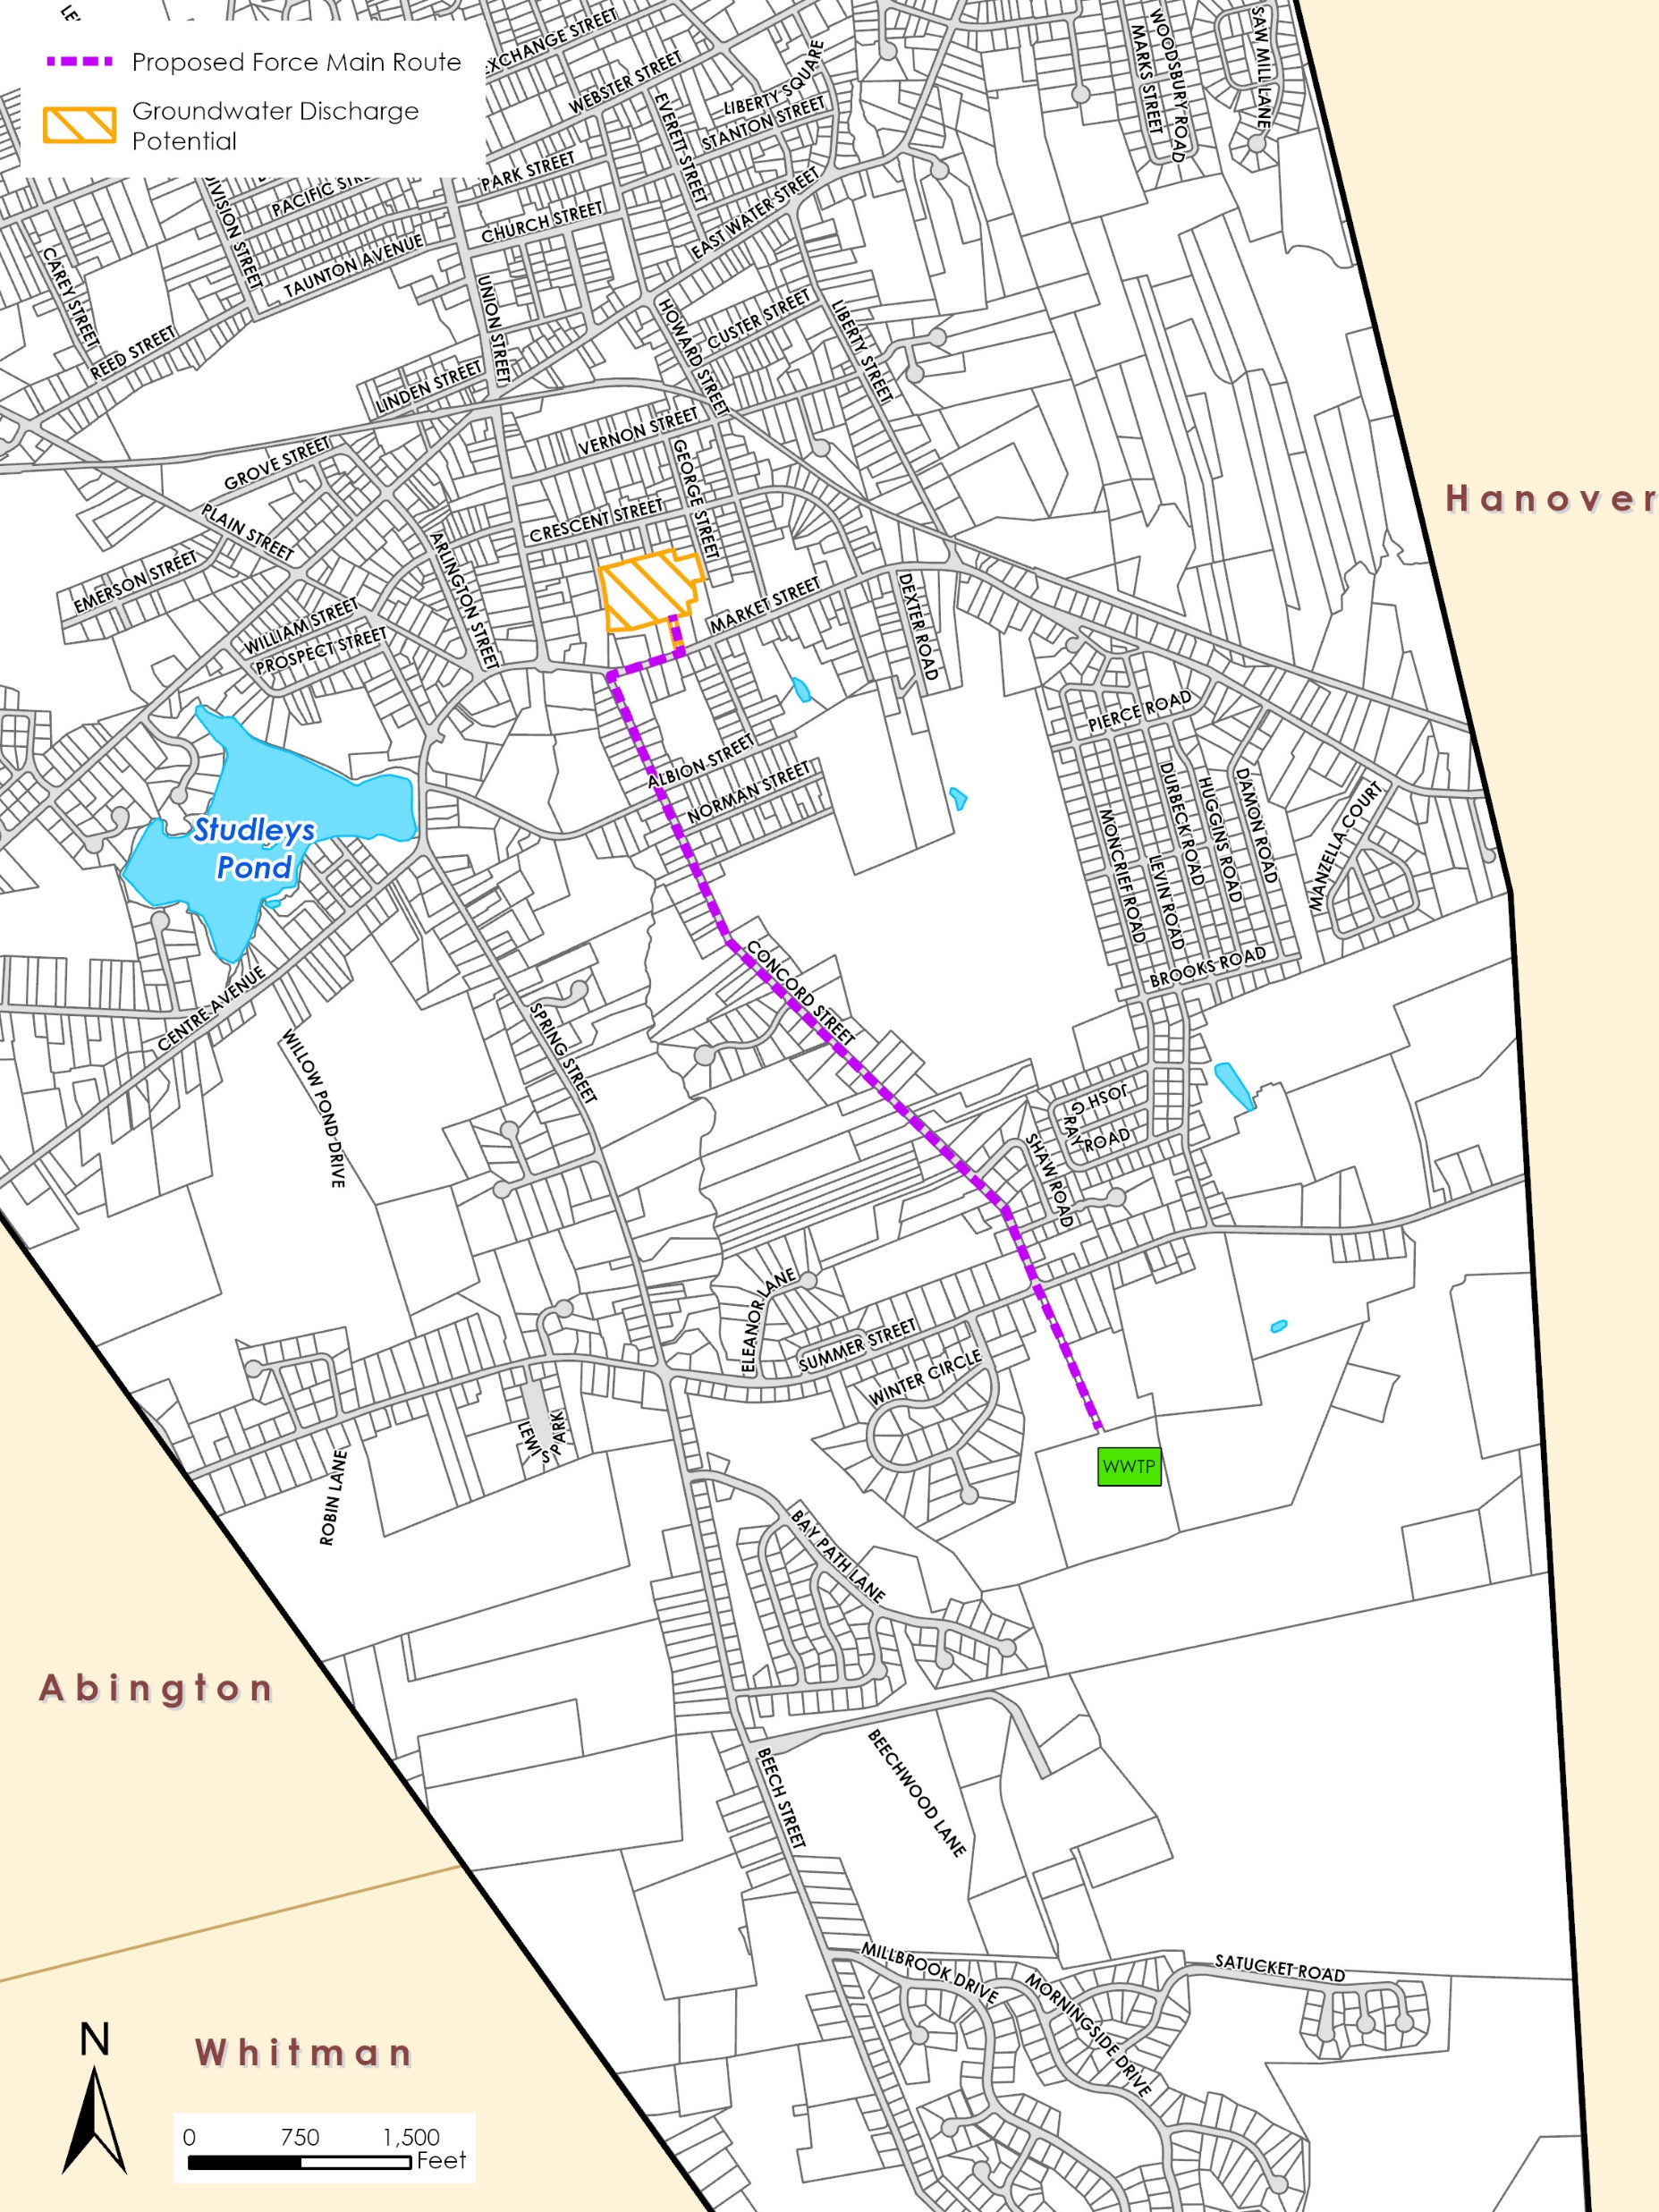 Proposed Force Main Route
Groundwater Discharge
Potential
EXCHANGE STREET
WEBSTER STREET
LIBERTY SQUARE
STANTON STREET
EVERETT STREET
MARKS STREET
WOODSBURY ROAD
SAW MILL LANE
PARK STREET
PACIFIC
DIVISION STREET
CHURCH STREET
EAST WATER STREET
TAUNTON AVENUE
CAREY STREET
UNION STREET
REED STREET
HOWARD STREET
CUSTER STREET
LIBERTY STREET
LINDEN STREET
VERNON STREET
GROVE STREET
GEORGE STREET
Hanover
PLAIN STREET
CRESCENT STREET
ARLINGTON STREET
EMERSON STREET
MARKET STREET
DEXTER ROAD
WILLIAM STREET
PROSPECT STREET
PIERCE ROAD
ALBION STREET
NORMAN STREET
DURBECK ROAD
HUGGINS ROAD
DAMON ROAD
MANZELLA COURT
MONCRIEF ROAD
LEVIN ROAD
Studleys
Pond
BROOKS ROAD
CONCORD STREET
CENTRE AVENUE
SPRING STREET
WILLOW POND DRIVE
JOSH G
RAY
ROAD
SHAW ROAD
ELEANOR LANE
SUMMER STREET
WINTER CIRCLE
LEWIS
PARK
ROBIN LANE
WWTP
BAY PATH LANE
Abington
BEECH STREET
BEECHWOOD LANE
MILLBROOK DRIVE
MORNINGSIDE DRIVE
SATUCKET ROAD
N
Whitman
0 750 1,500
Feet